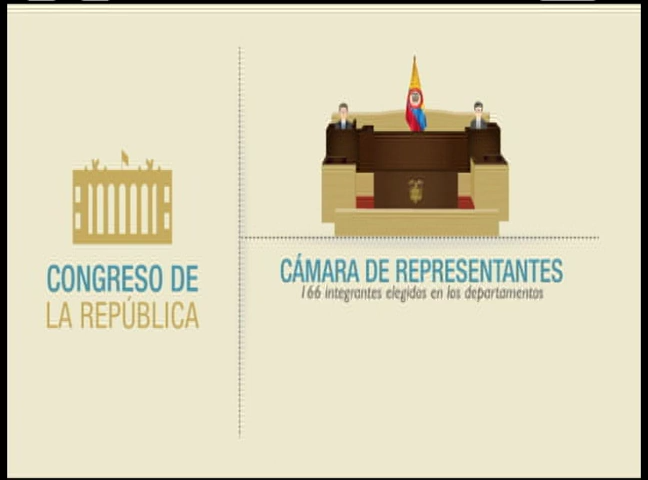 CONGRESO DE
LA REPÚBLICA
CÁMARA DE REPRESENTANTES
166 integrantes elegidos en los departamentos